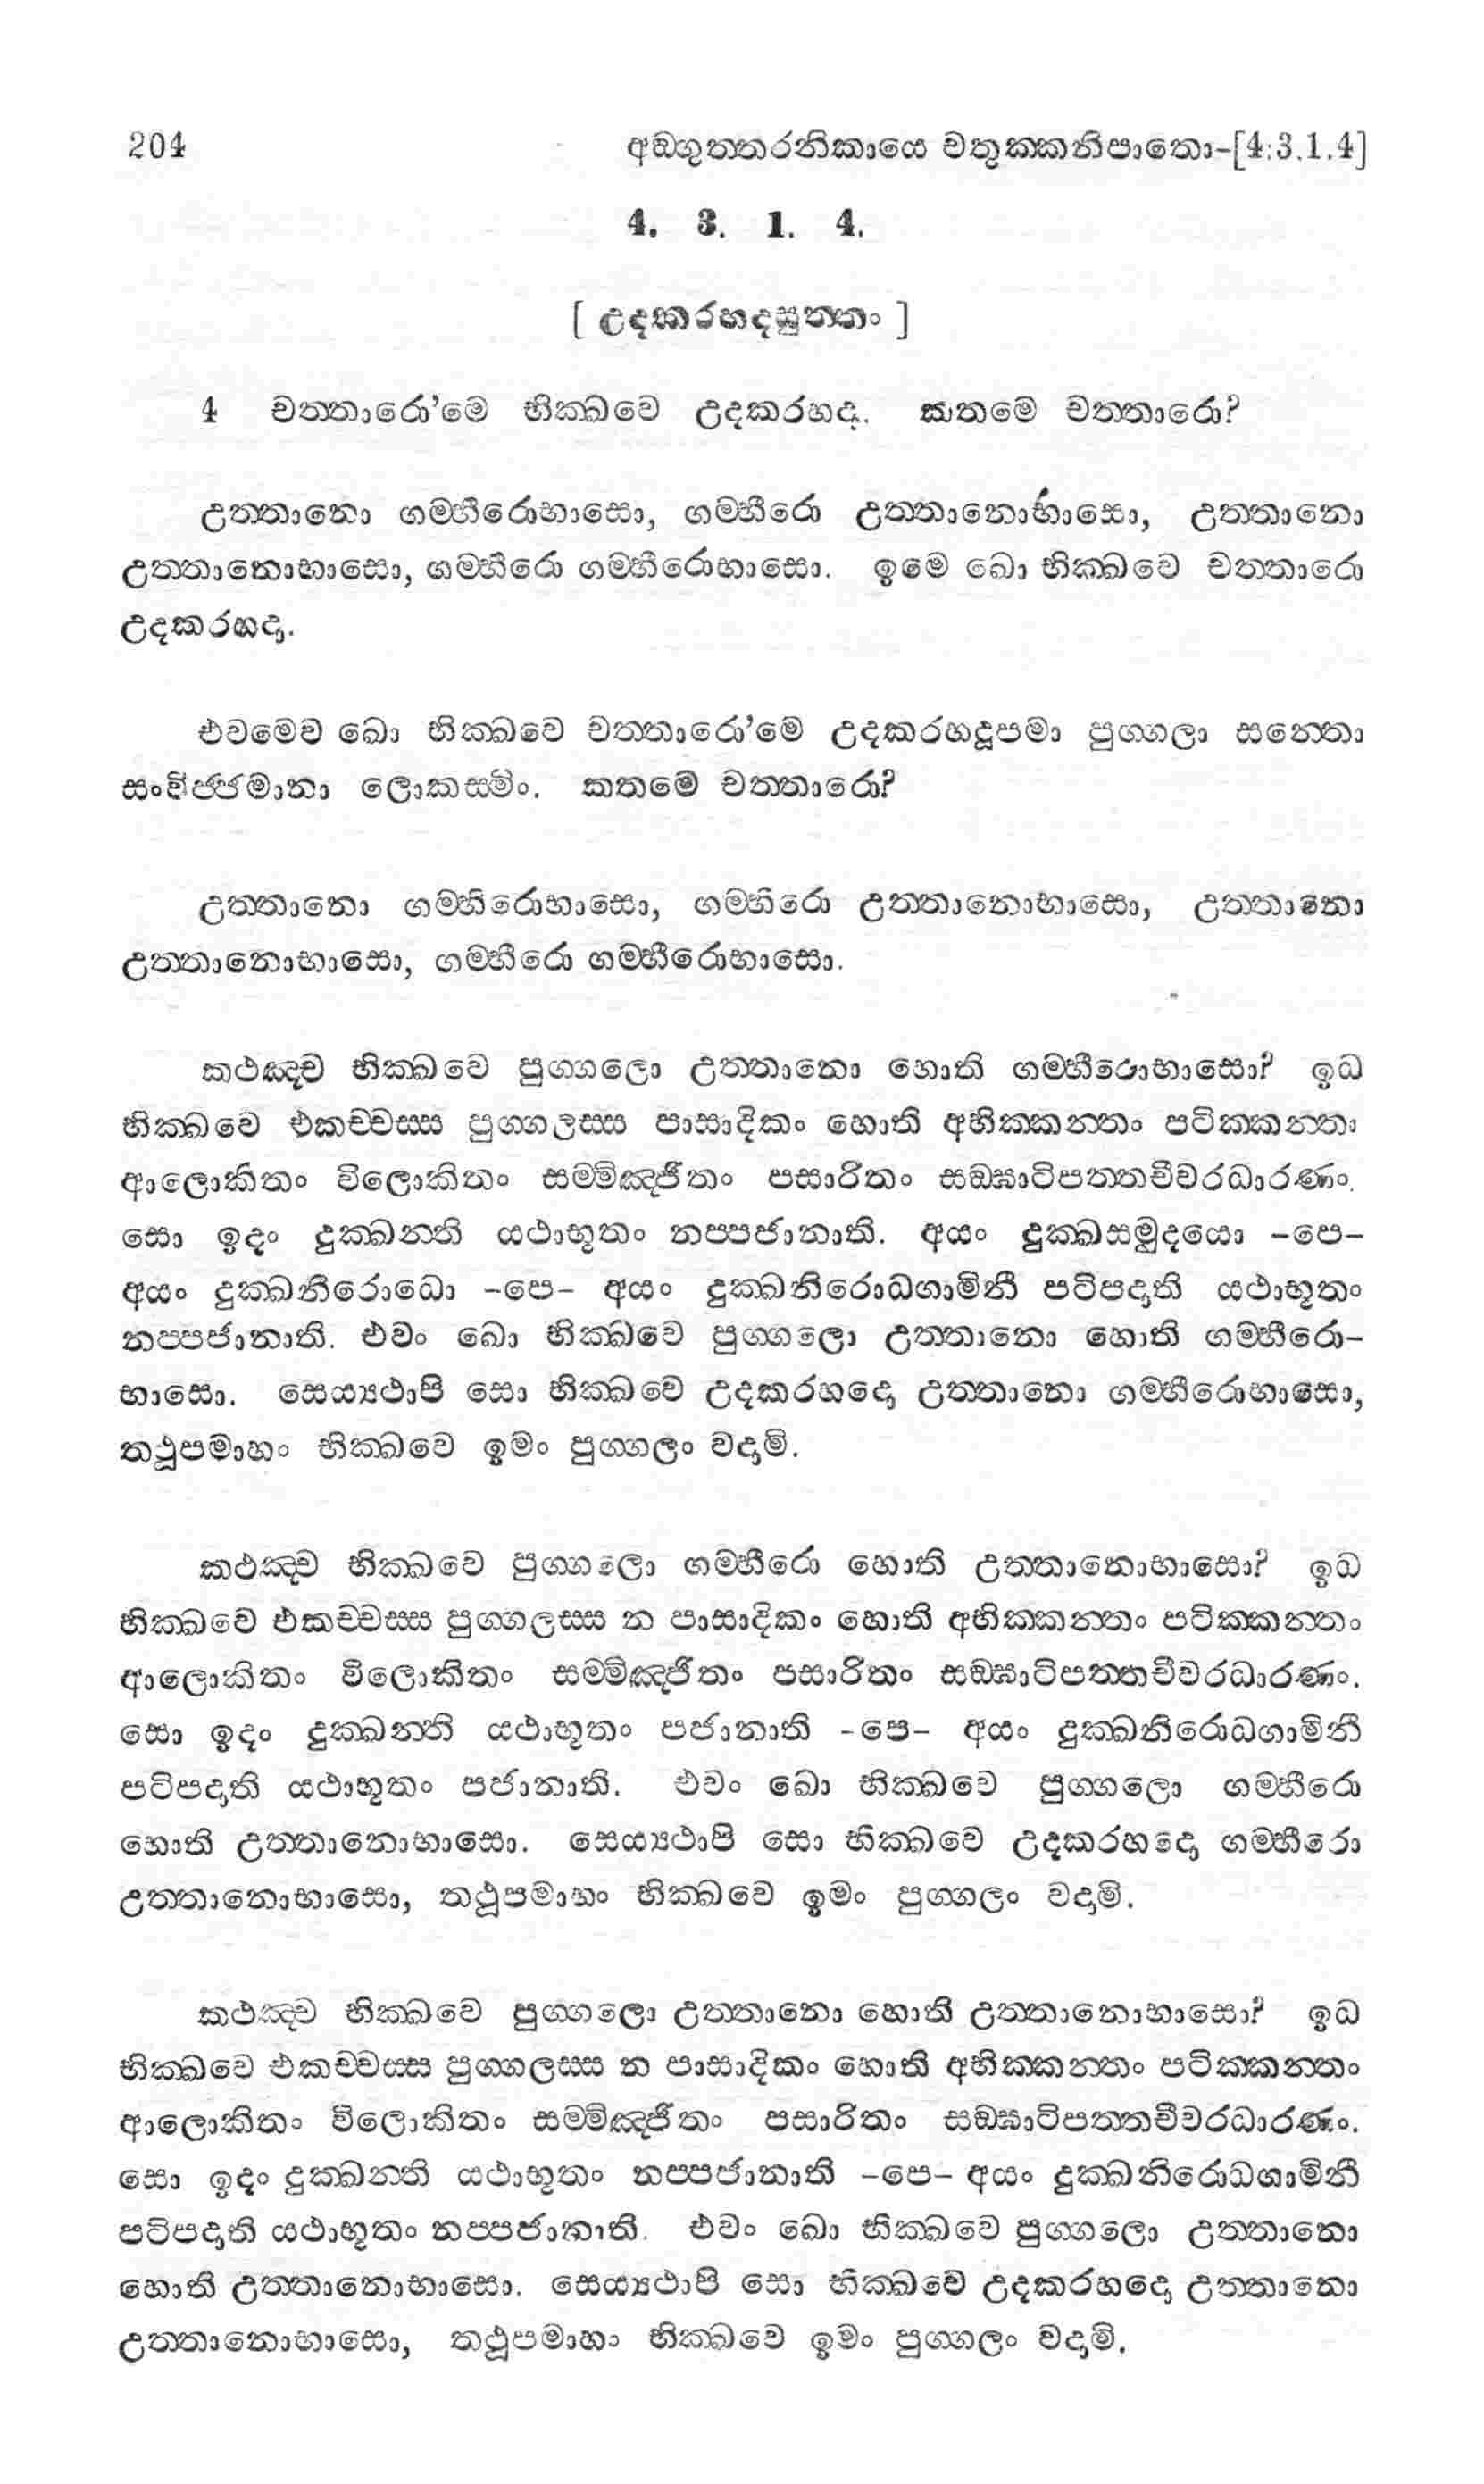 204 අඞ්ගුත්තරනිකායෙ චතුක්කනිපාතො-[4:3.1.4]
4. 3. 1. 4.
[ උදකරහදසුත්තං ]
4 චත්තාරො'මෙ භික්ඛවෙ උදකරහදා. කතමෙ චත්තාරො?
උත්තානො ගම්භීරොභාසො, ගම්භීරො උත්තානොභාසො, උත්තානො
උත්තානොභාසො, ගම්භීරො ගම්භීරොභාසො. ඉමෙ ඛො භික්ඛවෙ චත්තාරො
උදකරහදා.
එවමෙව ඛො භික්ඛවෙ චත්තාරො'මෙ උදකරහදූපමා පුග්ගලා සන්තො
සංවිජ්ජමානා ලොකස්මිං. කතමෙ චත්තාරො?
උත්තානො ගම්භිරොභාසො, ගම්භීරො උත්තානොභාසො, උත්තානො
උත්තානොභාසො, ගම්භීරො ගම්භීරොභාසො.
කථඤ්ච භික්ඛවෙ පුග්ගලො උත්තානො හොති ගම්භීරොභාසො? ඉධ
භික්ඛවෙ එකච්චස්ස පුග්ගලස්ස පාසාදිකං හොති අභික්කන්තං පටික්කන්තං
ආලොකිතං විලොකිතං සම්මිඤ්ජිතං පසාරිතං සඞ්ඝාටිපත්තචීවරධාරණං.
සො ඉදං දුක්ඛන්ති යථාභූතං නප්පජානාති. අයං දුක්ඛසමුදයො -පෙ-
අයං දුක්ඛනිරොධො -පෙ- අයං දුක්ඛනිරොධගාමිනී පටිපදාති යථාභූතං
නප්පජානාති. එවං ඛො භික්ඛවෙ පුග්ගලො උත්තානො හොති ගම්භීරො-
භාසො. සෙය්‍යථාපි සො භික්ඛවෙ උදකරහදො උත්තානො ගම්භීරොභාසො,
තථූපමාහං භික්ඛවෙ ඉමං පුග්ගලං වදාමි.
කථඤ්ච භික්ඛවෙ පුග්ගලො ගම්භීරො හොති උත්තානොභාසො? ඉධ
භික්ඛවෙ එකච්චස්ස පුග්ගලස්ස න පාසාදිකං හොති අභික්කන්තං පටික්කන්තං
ආලොකිතං විලොකිතං සම්මිඤ්ජිතං පසාරිතං සඞ්ඝාටිපත්තචීවරධාරණං.
සො ඉදං දුක්ඛන්ති යථාභූතං පජානාති -පෙ- අයං දුක්ඛනිරොධගාමිනී
පටිපදාති යථාභූතං පජානාති. එවං ඛො භික්ඛවෙ පුග්ගලො ගම්භීරො
හොති උත්තානොභාසො. සෙය්‍යථාපි සො භික්ඛවෙ උදකරහදො ගම්භීරො
උත්තානොභාසො, තථූපමාහං භික්ඛවෙ ඉමං පුග්ගලං වදාමි.
කථඤ්ච භික්ඛවෙ පුග්ගලො උත්තානො හොති උත්තානොභාසො? ඉධ
භික්ඛවෙ එකච්චස්ස පුග්ගලස්ස න පාසාදිකං හොති අභික්කන්තං පටික්කන්තං
ආලොකිතං විලොකිතං සම්මිඤ්ජිතං පසාරිතං සඞ්ඝාටිපත්තචීවරධාරණං.
සො ඉදං දුක්ඛන්ති යථාභූතං නප්පජානාති -පෙ- අයං දුක්ඛනිරොධගාමිනී
පටිපදාති යථාභූතං නප්පජානාති. එවං ඛො භික්ඛවෙ පුග්ගලො උත්තානො
හොති උත්තානොභාසො. සෙය්‍යථාපි සො භික්ඛවෙ උදකරහදො උත්තානො
උත්තානොභාසො, තථූපමාහං භික්ඛවෙ ඉමං පුග්ගලං වදාමි.